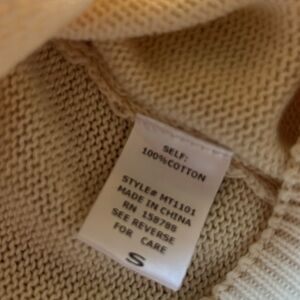 SELF:
100%COTTON
STYLE# MT1101
MADE IN CHINA
RN 158788
SEE REVERSE
FOR CARE
S